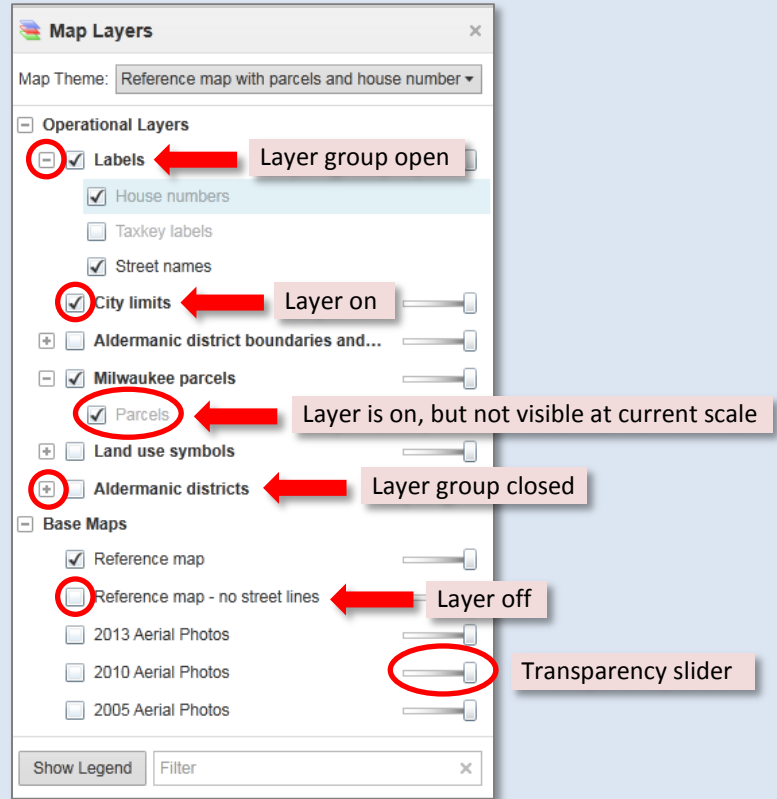 Map Layers
Map Theme: Reference map with parcels and house number
Operational Layers
Labels Layer group open
House numbers
Taxkey labels
Street names
City limits Layer on
Aldermanic district boundaries and...
Milwaukee parcels
Parcels Layer is on, but not visible at current scale
Land use symbols
Aldermanic districts Layer group closed
Base Maps
Reference map
Reference map - no street lines Layer off
2013 Aerial Photos
2010 Aerial Photos Transparency slider
2005 Aerial Photos
Show Legend Filter